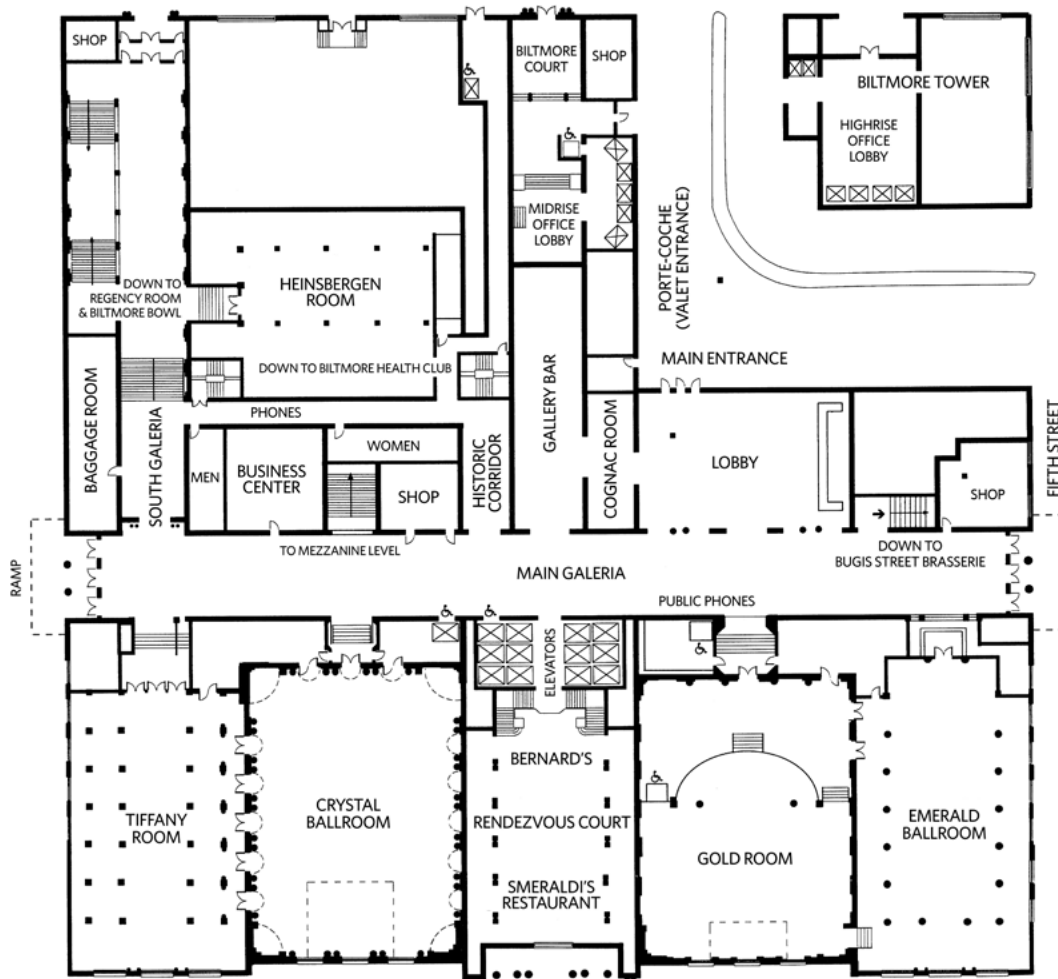 SHOP
BILTMORE
COURT
SHOP
BILTMORE TOWER
HIGHRISE
OFFICE
LOBBY
MIDRISE
OFFICE
LOBBY
PORTE-COCHE
(VALET ENTRANCE)
DOWN TO
REGENCY ROOM
& BILTMORE BOWL
HEINSBERGEN
ROOM
MAIN ENTRANCE
DOWN TO BILTMORE HEALTH CLUB
BAGGAGE ROOM
SOUTH GALERIA
PHONES
MEN
BUSINESS
CENTER
WOMEN
SHOP
HISTORIC
CORRIDOR
GALLERY BAR
COGNAC ROOM
LOBBY
SHOP
FIFTH STREET
RAMP
TO MEZZANINE LEVEL
MAIN GALERIA
DOWN TO
BUGIS STREET BRASSERIE
PUBLIC PHONES
ELEVATORS
TIFFANY
ROOM
CRYSTAL
BALLROOM
BERNARD'S
RENDEZVOUS COURT
SMERALDI'S
RESTAURANT
GOLD ROOM
EMERALD
BALLROOM